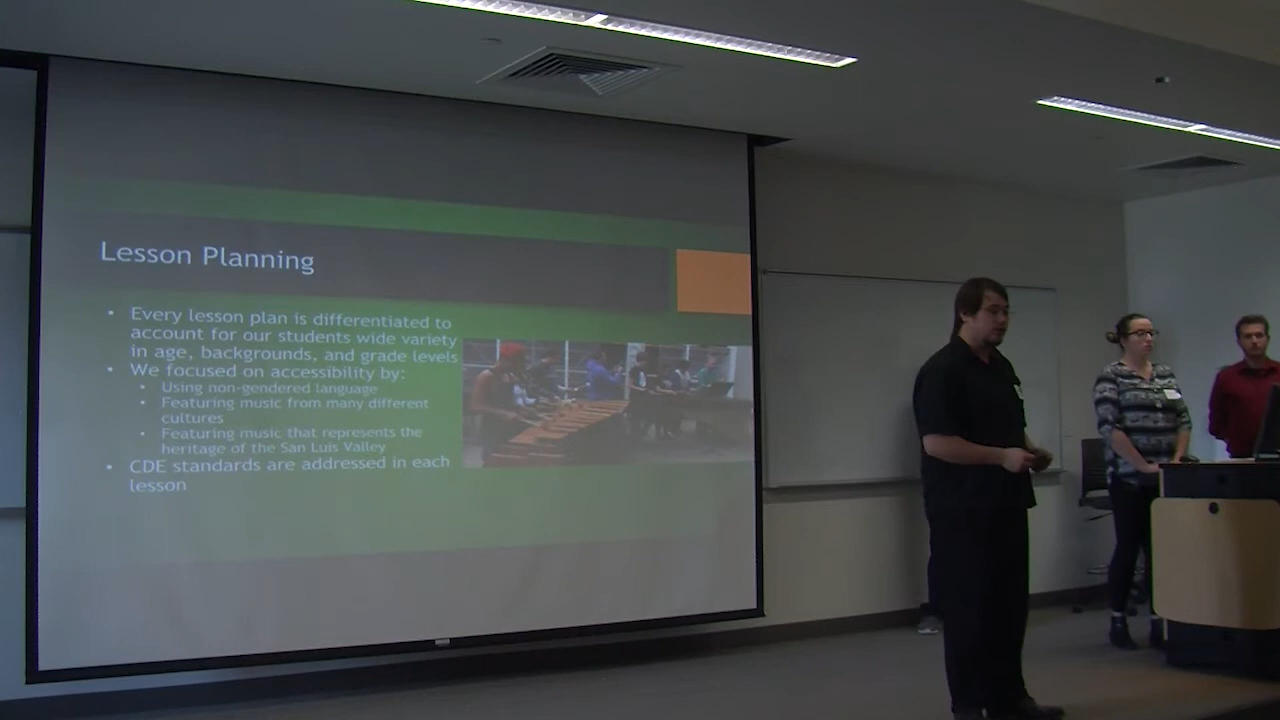 Lesson Planning
• Every lesson plan is differentiated to
account for our students wide variety
in age, backgrounds, and grade levels
• We focused on accessibility by:
• Using non-gendered language
• Featuring music from many different
cultures
• Featuring music that represents the
heritage of the San Luis Valley
• CDE standards are addressed in each
lesson